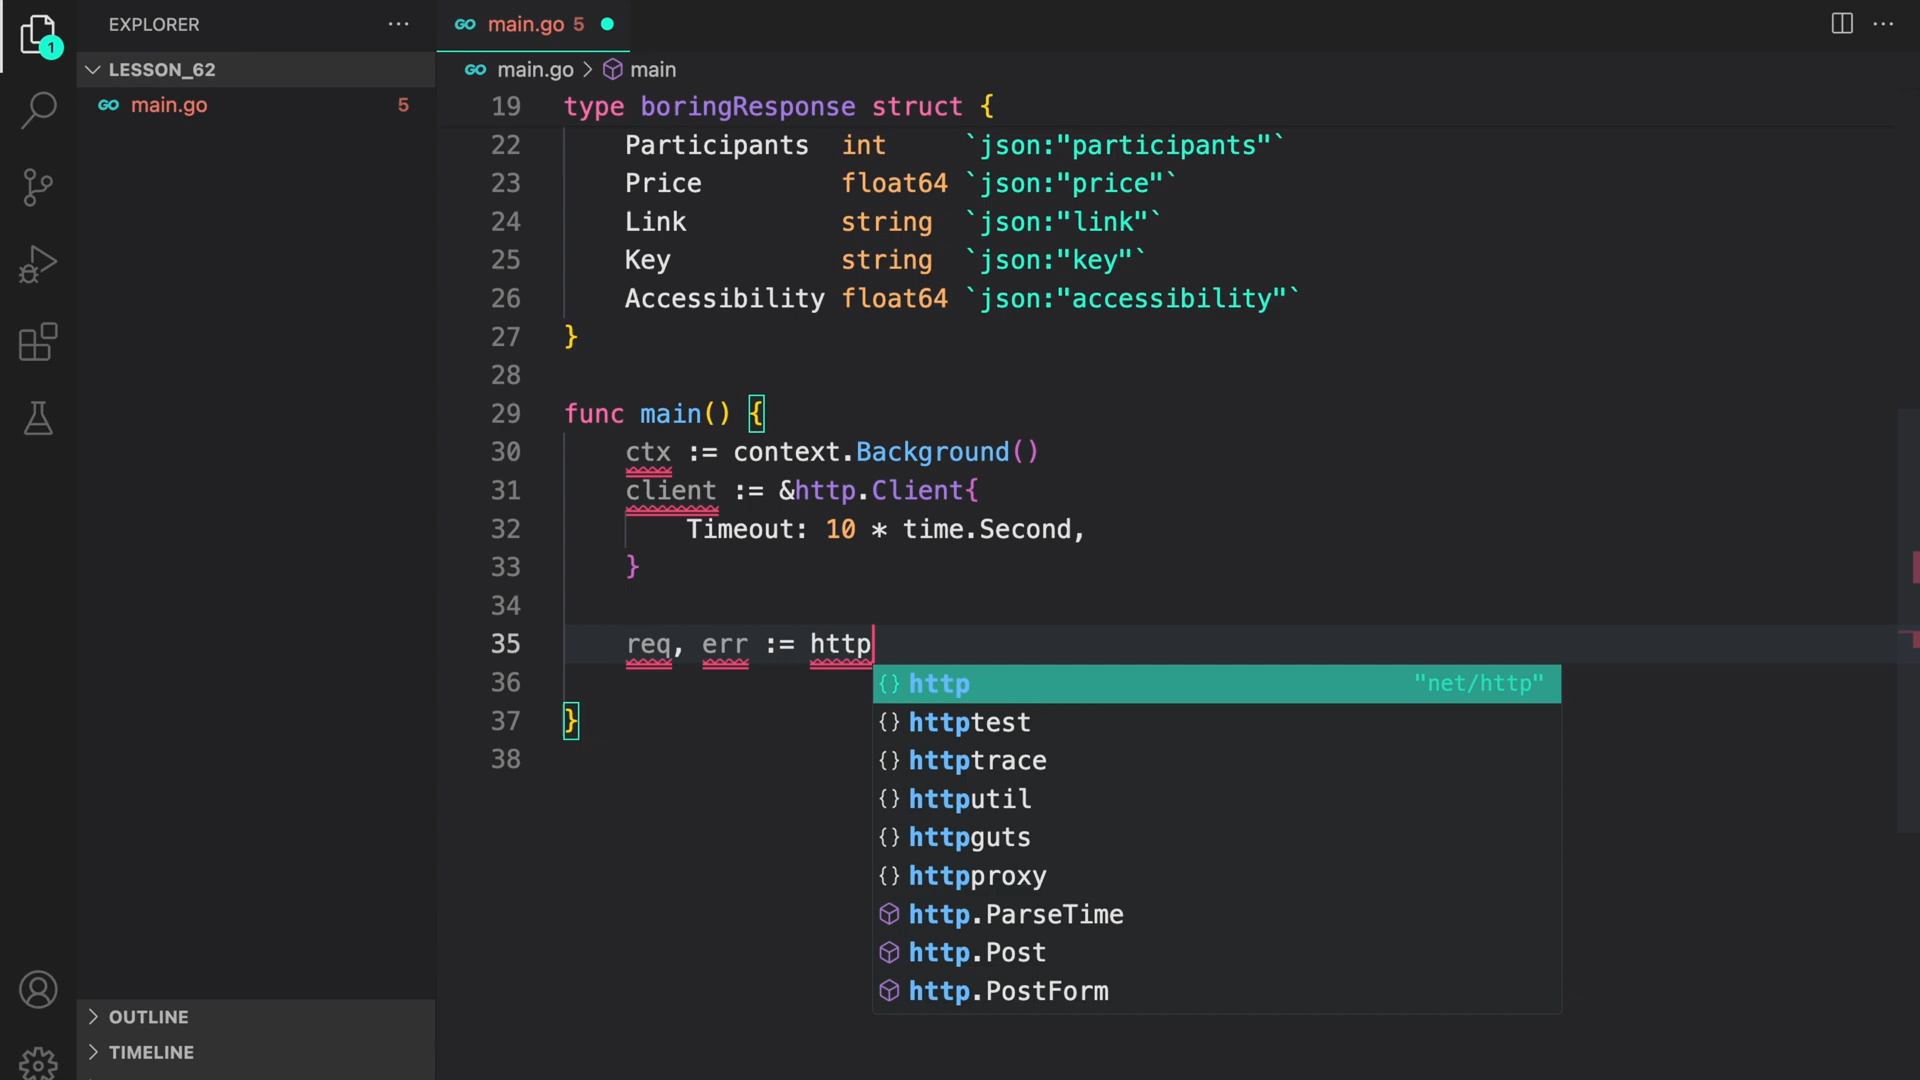 EXPLORER
LESSON_62
main.go 5
OUTLINE
TIMELINE
1
main.go 5
main.go > main
19 type boringResponse struct {
22 Participants int `json:"participants"`
23 Price float64 `json:"price"`
24 Link string `json:"link"`
25 Key string `json:"key"`
26 Accessibility float64 `json:"accessibility"`
27 }
28
29 func main() {
30 ctx := context.Background()
31 client := &http.Client{
32 Timeout: 10 * time.Second,
33 }
34
35 req, err := http
36
37 }
38
{} http "net/http"
{} httptest
{} httptrace
{} httputil
{} httpguts
{} httpproxy
http.ParseTime
http.Post
http.PostForm